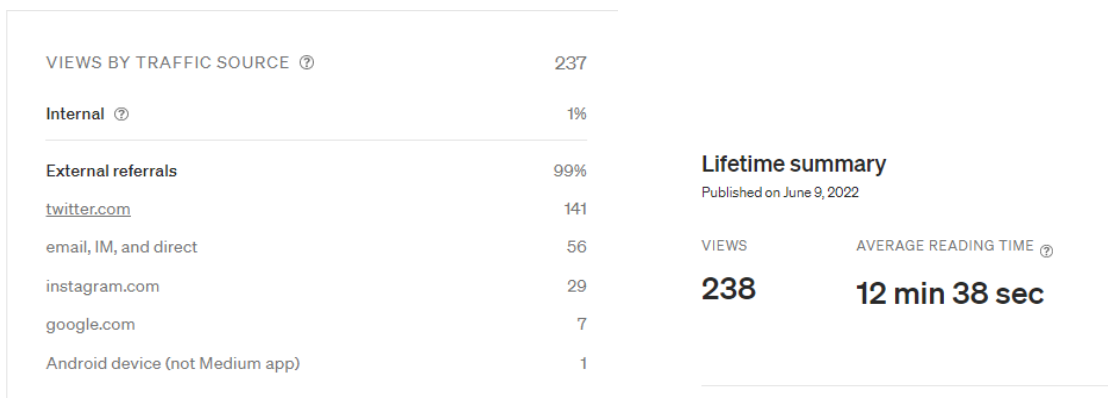 VIEWS BY TRAFFIC SOURCE ? 237
Internal ? 1%
External referrals 99%
twitter.com 141
email, IM, and direct 56
instagram.com 29
google.com 7
Android device (not Medium app) 1
Lifetime summary
Published on June 9, 2022
VIEWS AVERAGE READING TIME ?
238 12 min 38 sec